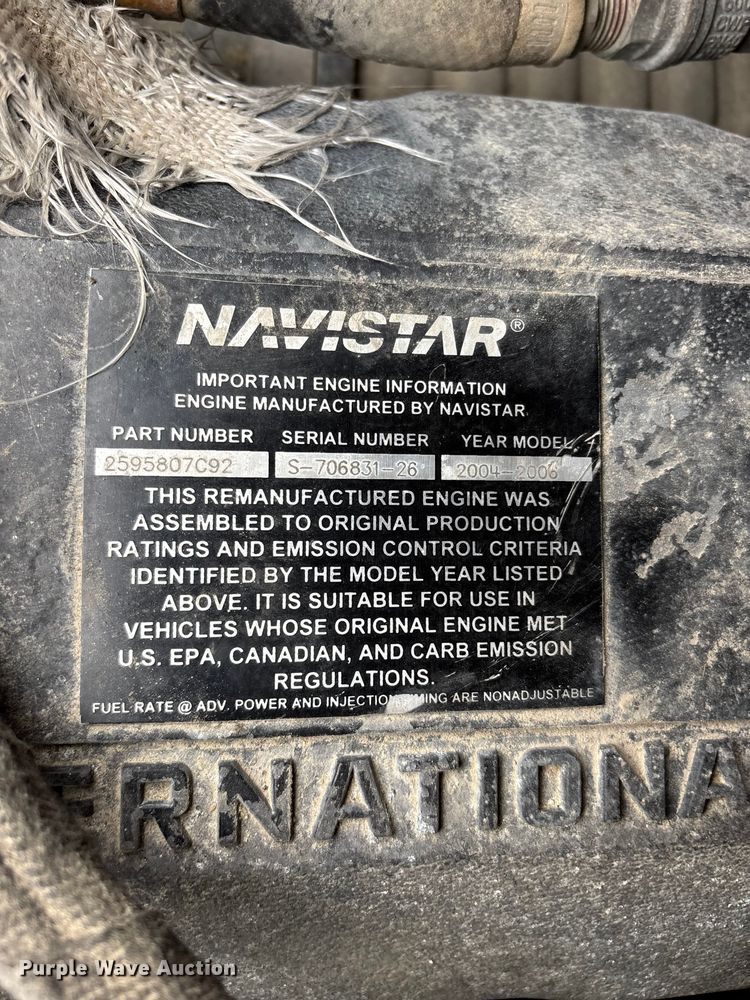 NAVISTAR®
IMPORTANT ENGINE INFORMATION
ENGINE MANUFACTURED BY NAVISTAR
PART NUMBER SERIAL NUMBER YEAR MODEL
2595807C92 S-706831-26 2004-2006
THIS REMANUFACTURED ENGINE WAS
ASSEMBLED TO ORIGINAL PRODUCTION
RATINGS AND EMISSION CONTROL CRITERIA
IDENTIFIED BY THE MODEL YEAR LISTED
ABOVE. IT IS SUITABLE FOR USE IN
VEHICLES WHOSE ORIGINAL ENGINE MET
U.S. EPA, CANADIAN, AND CARB EMISSION
REGULATIONS.
FUEL RATE @ ADV. POWER AND INJECTION TIMING ARE NONADJUSTABLE
ERNATIONA
Purple Wave Auction